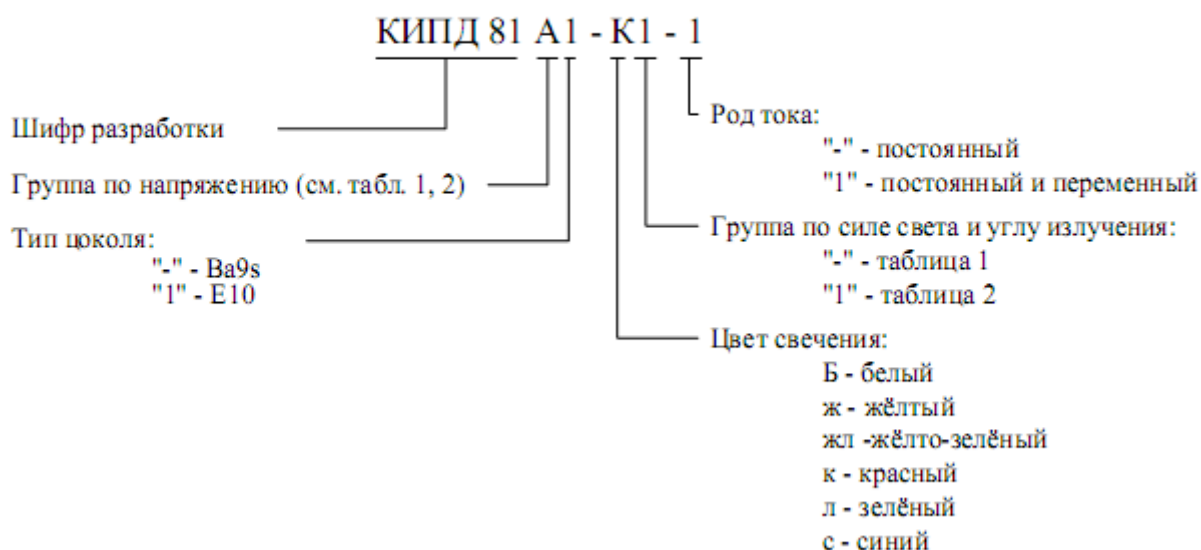 КИПД 81 А1 - К1 - 1
Шифр разработки
Группа по напряжению (см. табл. 1, 2)
Тип цоколя:
"-" - Ba9s
"1" - E10
Род тока:
"-" - постоянный
"1" - постоянный и переменный
Группа по силе света и углу излучения:
"-" - таблица 1
"1" - таблица 2
Цвет свечения:
Б - белый
ж - жёлтый
жл -жёлто-зелёный
к - красный
л - зелёный
с - синий